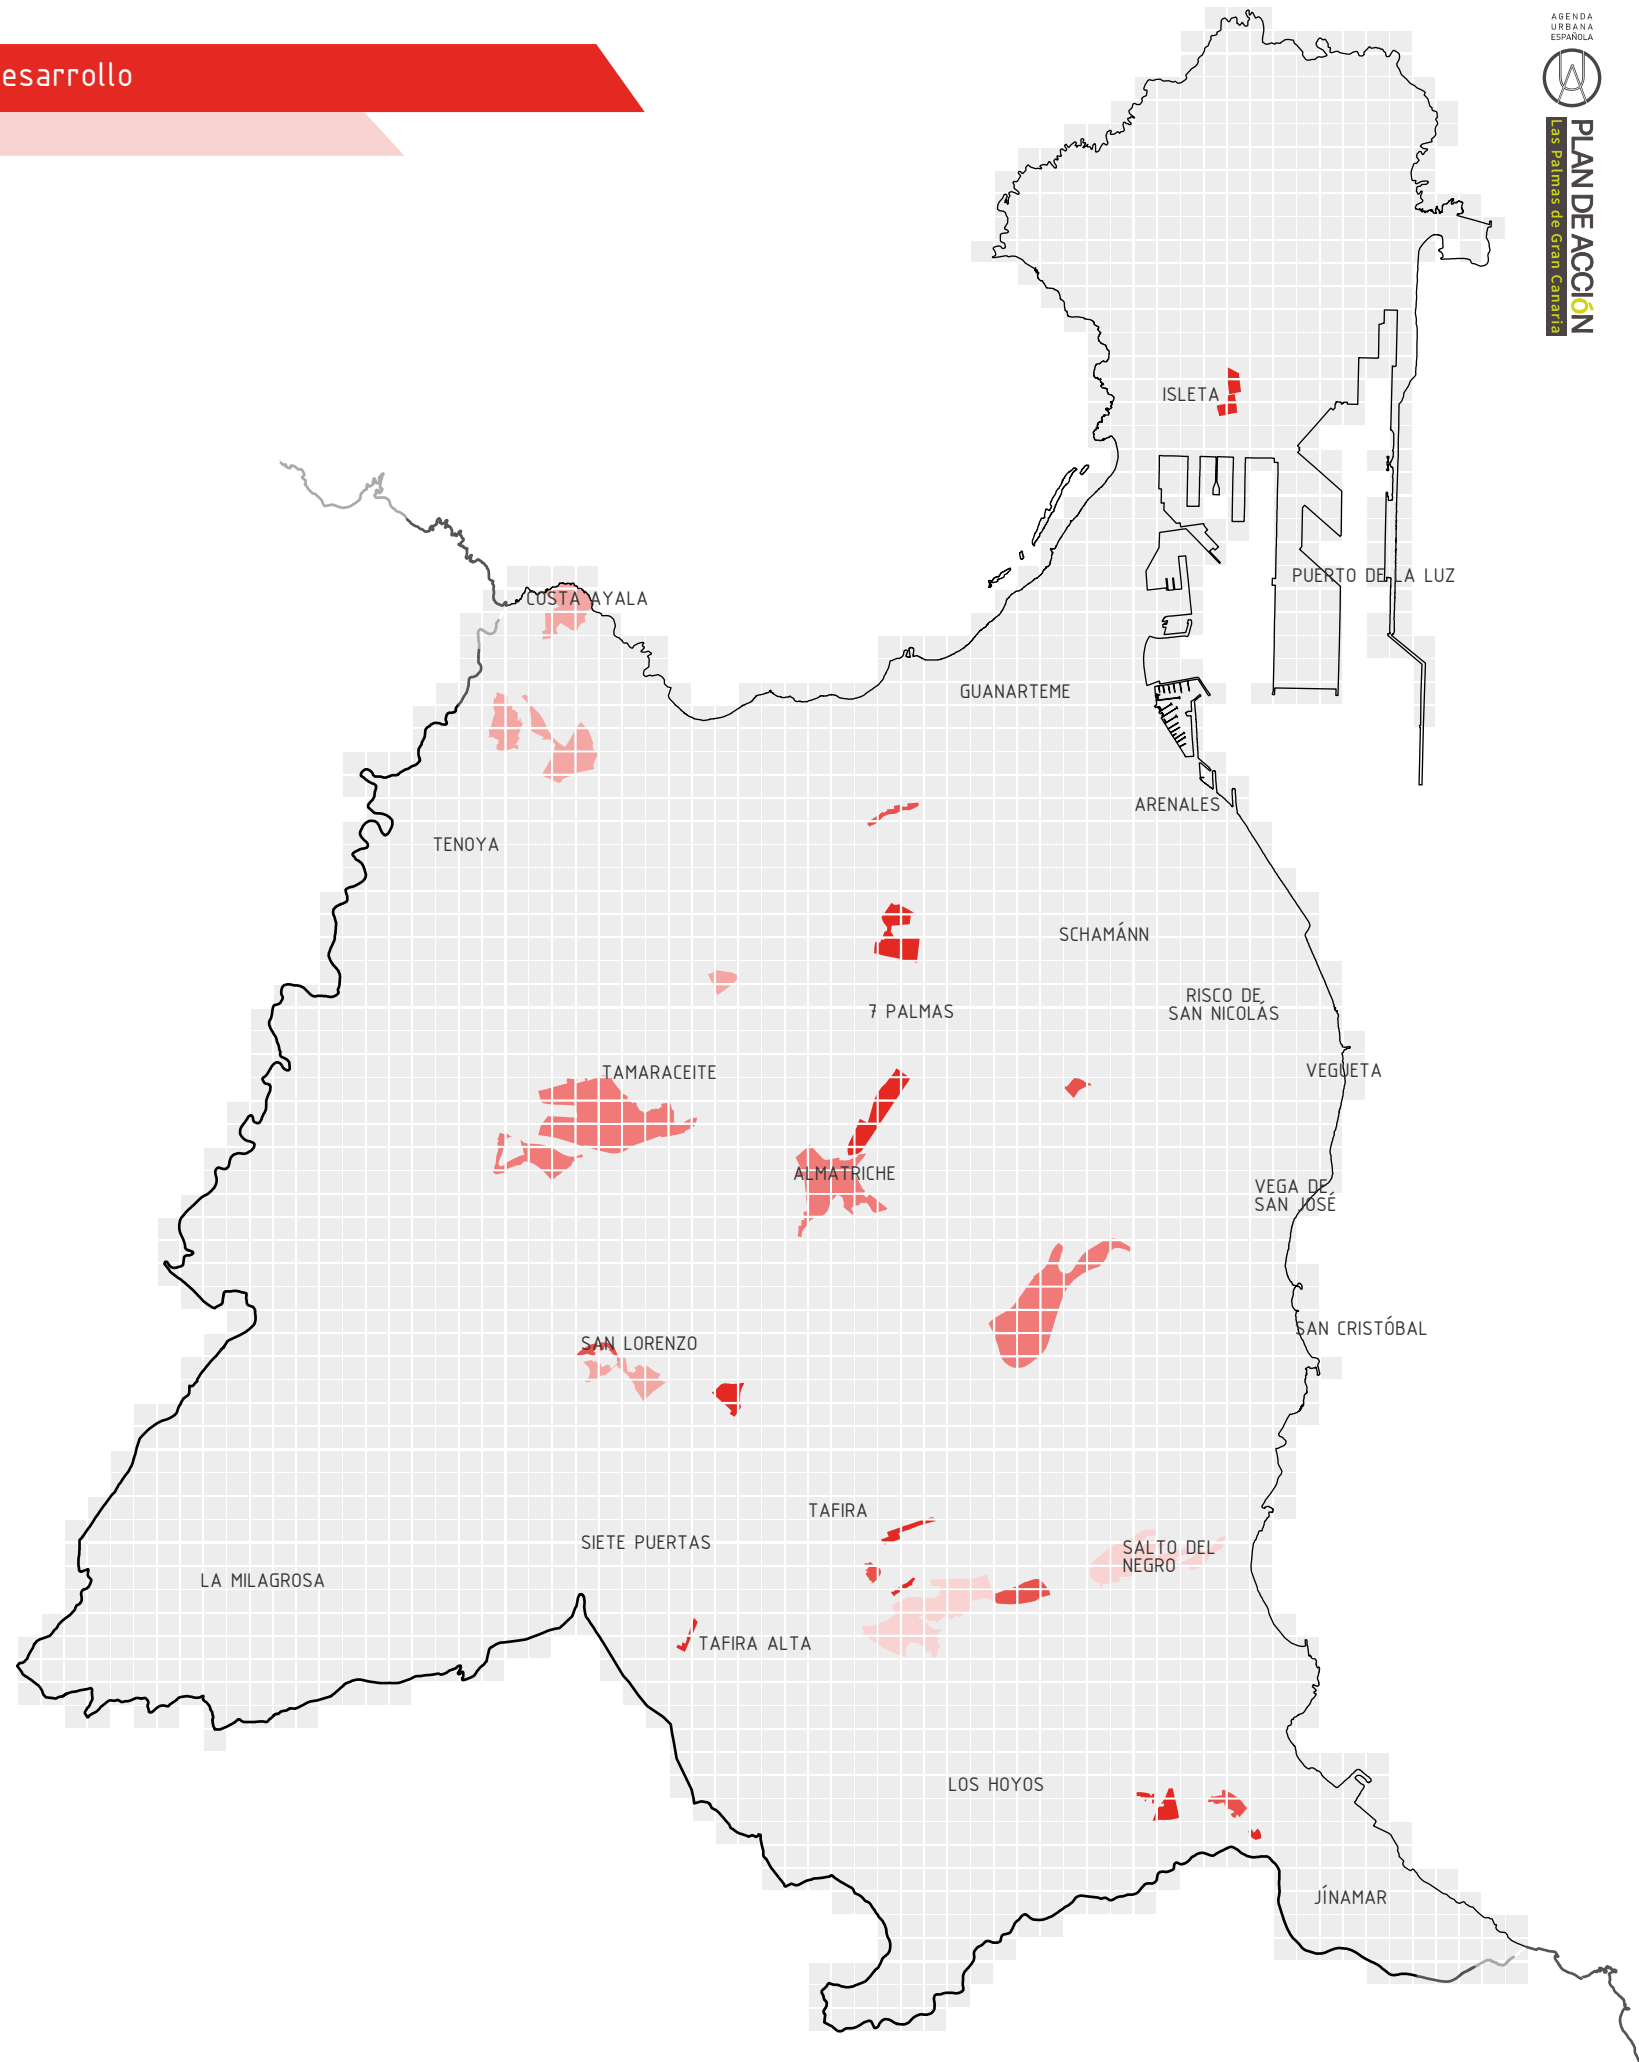 AGENDA
URBANA
ESPAÑOLA
esarrollo
PLAN DE ACCIÓN
Las Palmas de Gran Canaria
ISLETA
PUERTO DE LA LUZ
COSTA AYALA
GUANARTEME
ARENALES
TENOYA
SCHAMÁNN
RISCO DE
SAN NICOLÁS
7 PALMAS
VEGUETA
TAMARACEITE
ALMATRICHE
VEGA DE
SAN JOSÉ
SAN CRISTÓBAL
SAN LORENZO
TAFIRA
SIETE PUERTAS
SALTO DEL
NEGRO
LA MILAGROSA
TAFIRA ALTA
LOS HOYOS
JÍNAMAR